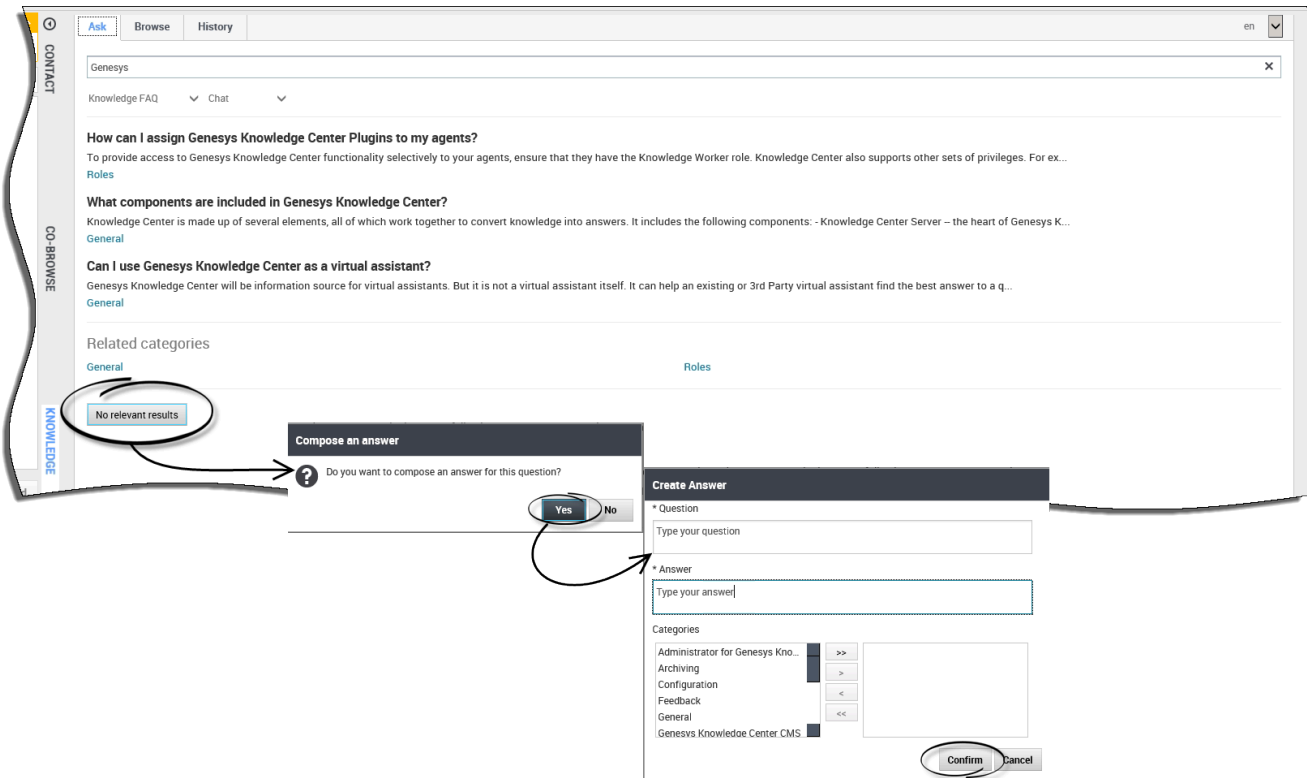 Ask Browse History en
CONTACT
Genesys
Knowledge FAQ Chat
How can I assign Genesys Knowledge Center Plugins to my agents?
To provide access to Genesys Knowledge Center functionality selectively to your agents, ensure that they have the Knowledge Worker role. Knowledge Center also supports other sets of privileges. For ex...
Roles
What components are included in Genesys Knowledge Center?
Knowledge Center is made up of several elements, all of which work together to convert knowledge into answers. It includes the following components: - Knowledge Center Server – the heart of Genesys K...
General
CO-BROWSE
Can I use Genesys Knowledge Center as a virtual assistant?
Genesys Knowledge Center will be information source for virtual assistants. But it is not a virtual assistant itself. It can help an existing or 3rd Party virtual assistant find the best answer to a q...
General
Related categories
General Roles
KNOWLEDGE
No relevant results
Compose an answer
Do you want to compose an answer for this question?
Yes No
Create Answer
* Question
Type your question
* Answer
Type your answer
Categories
Administrator for Genesys Kno... >>
Archiving >
Configuration <
Feedback
General <<
Genesys Knowledge Center CMS
Confirm Cancel